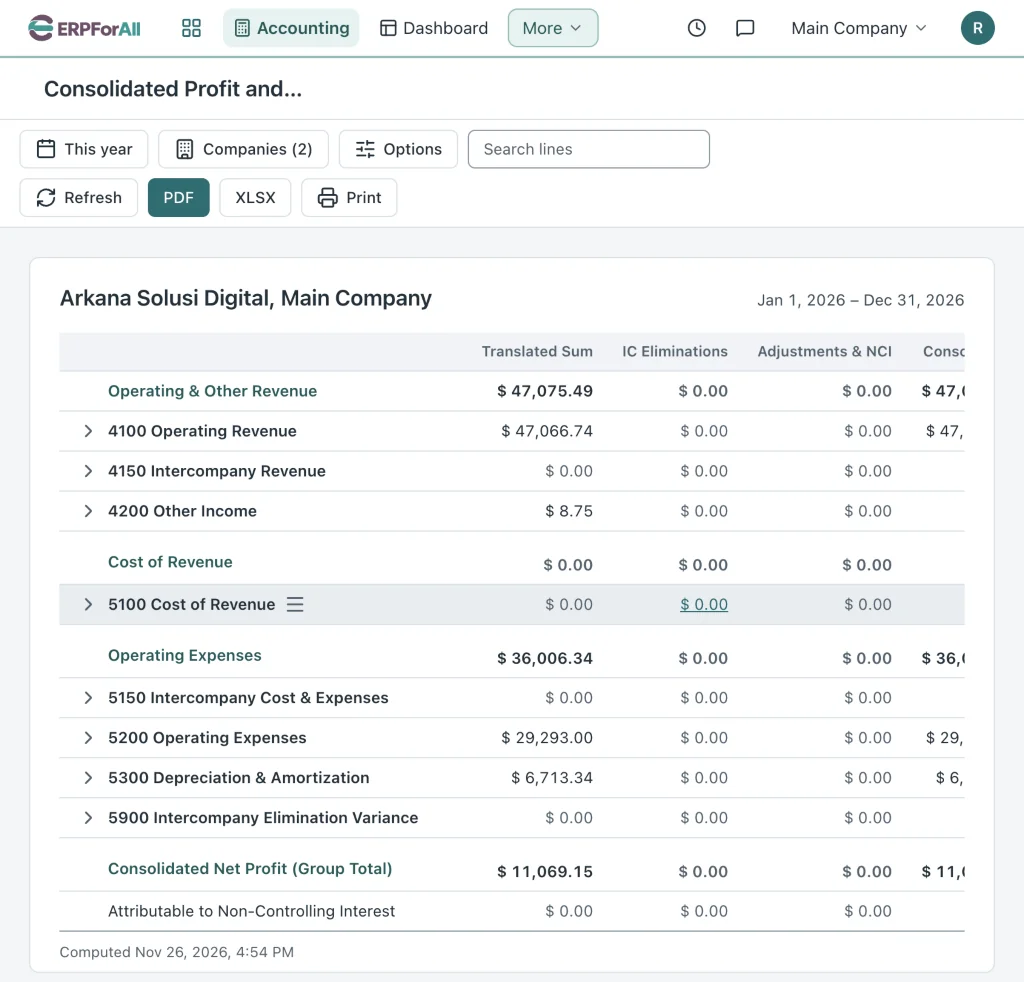 ERPForAll Accounting Dashboard More Main Company R
Consolidated Profit and...
This year Companies (2) Options Search lines
Refresh PDF XLSX Print
Arkana Solusi Digital, Main Company Jan 1, 2026 – Dec 31, 2026
Translated Sum IC Eliminations Adjustments & NCI
Operating & Other Revenue $ 47,075.49 $ 0.00 $ 0.00 $ 47,
4100 Operating Revenue $ 47,066.74 $ 0.00 $ 0.00 $ 47,
4150 Intercompany Revenue $ 0.00 $ 0.00 $ 0.00
4200 Other Income $ 8.75 $ 0.00 $ 0.00
Cost of Revenue $ 0.00 $ 0.00 $ 0.00
5100 Cost of Revenue $ 0.00 $ 0.00 $ 0.00
Operating Expenses $ 36,006.34 $ 0.00 $ 0.00 $ 36,
5150 Intercompany Cost & Expenses $ 0.00 $ 0.00 $ 0.00
5200 Operating Expenses $ 29,293.00 $ 0.00 $ 0.00 $ 29,
5300 Depreciation & Amortization $ 6,713.34 $ 0.00 $ 0.00 $ 6,
5900 Intercompany Elimination Variance $ 0.00 $ 0.00 $ 0.00
Consolidated Net Profit (Group Total) $ 11,069.15 $ 0.00 $ 0.00 $ 11,
Attributable to Non-Controlling Interest $ 0.00 $ 0.00 $ 0.00
Computed Nov 26, 2026, 4:54 PM